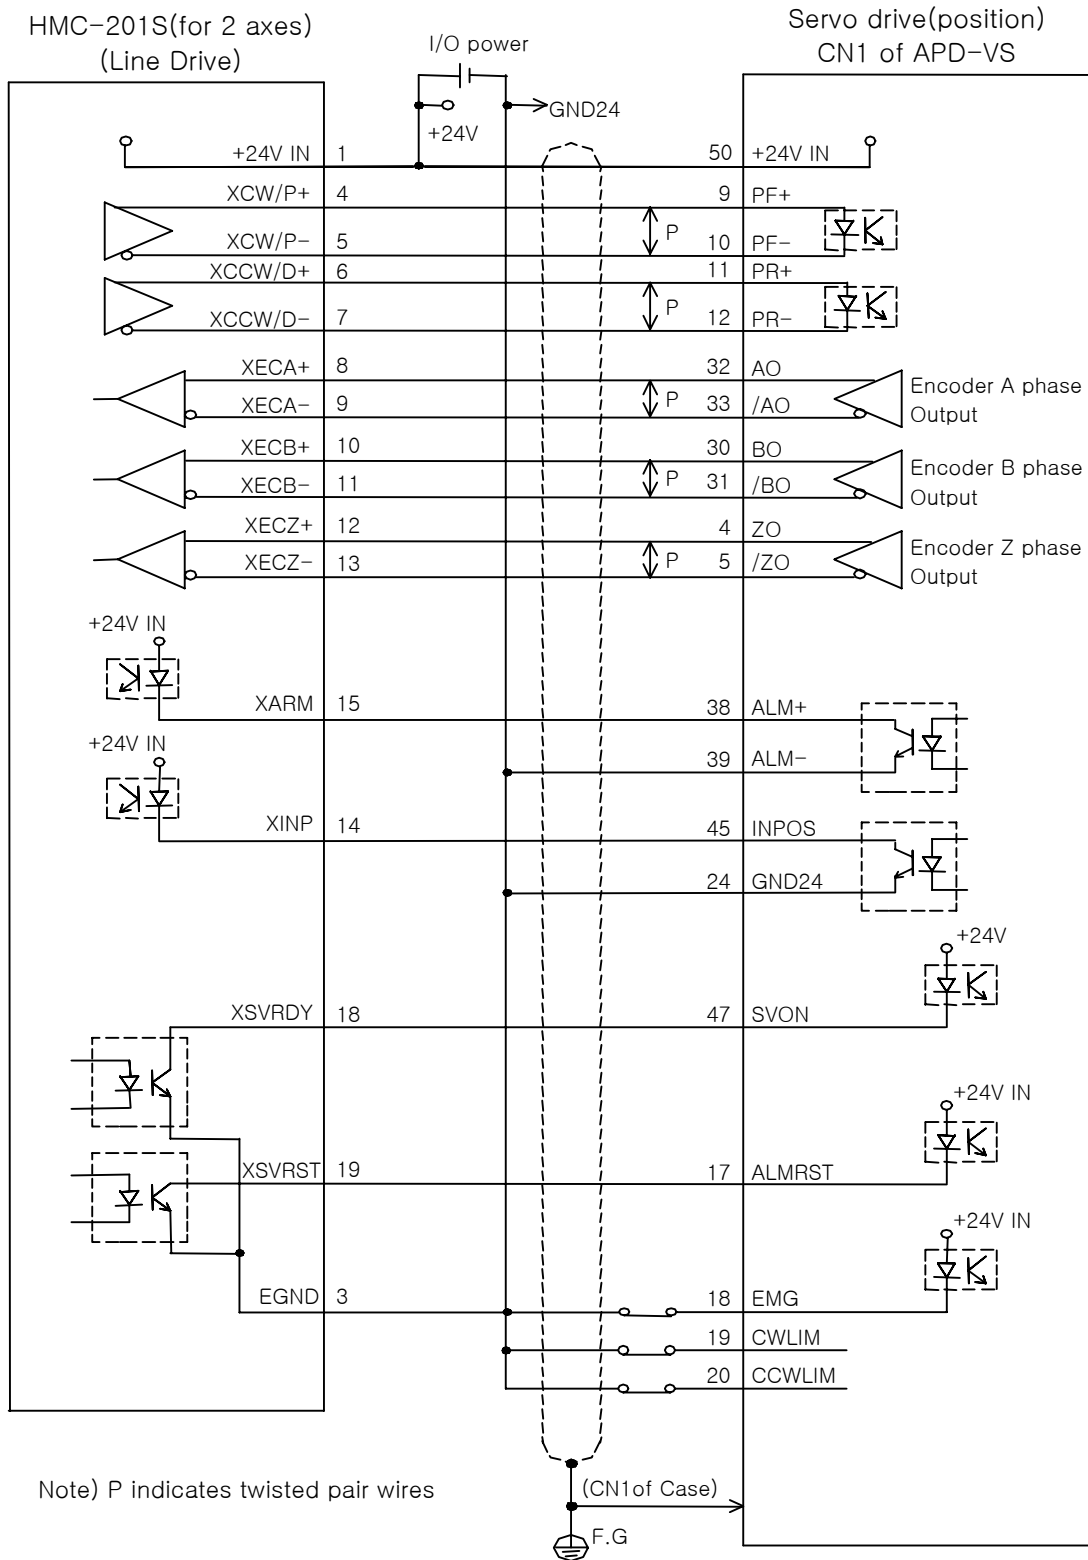 HMC-201S(for 2 axes)
(Line Drive)
I/O power
Servo drive(position)
CN1 of APD-VS
GND24
+24V
+24V IN 1 50 +24V IN
XCW/P+ 4 9 PF+
P
XCW/P- 5 10 PF-
XCCW/D+ 6 11 PR+
P
XCCW/D- 7 12 PR-
XECA+ 8 32 AO
Encoder A phase
XECA- 9 P 33 /AO
Output
XECB+ 10 30 BO
Encoder B phase
XECB- 11 P 31 /BO
Output
XECZ+ 12 4 ZO
Encoder Z phase
XECZ- 13 P 5 /ZO
Output
+24V IN
XARM 15 38 ALM+
+24V IN
39 ALM-
XINP 14 45 INPOS
24 GND24
+24V
XSVRDY 18 47 SVON
+24V IN
XSVRST 19 17 ALMRST
+24V IN
EGND 3 18 EMG
19 CWLIM
20 CCWLIM
Note) P indicates twisted pair wires
(CN1of Case)
F.G